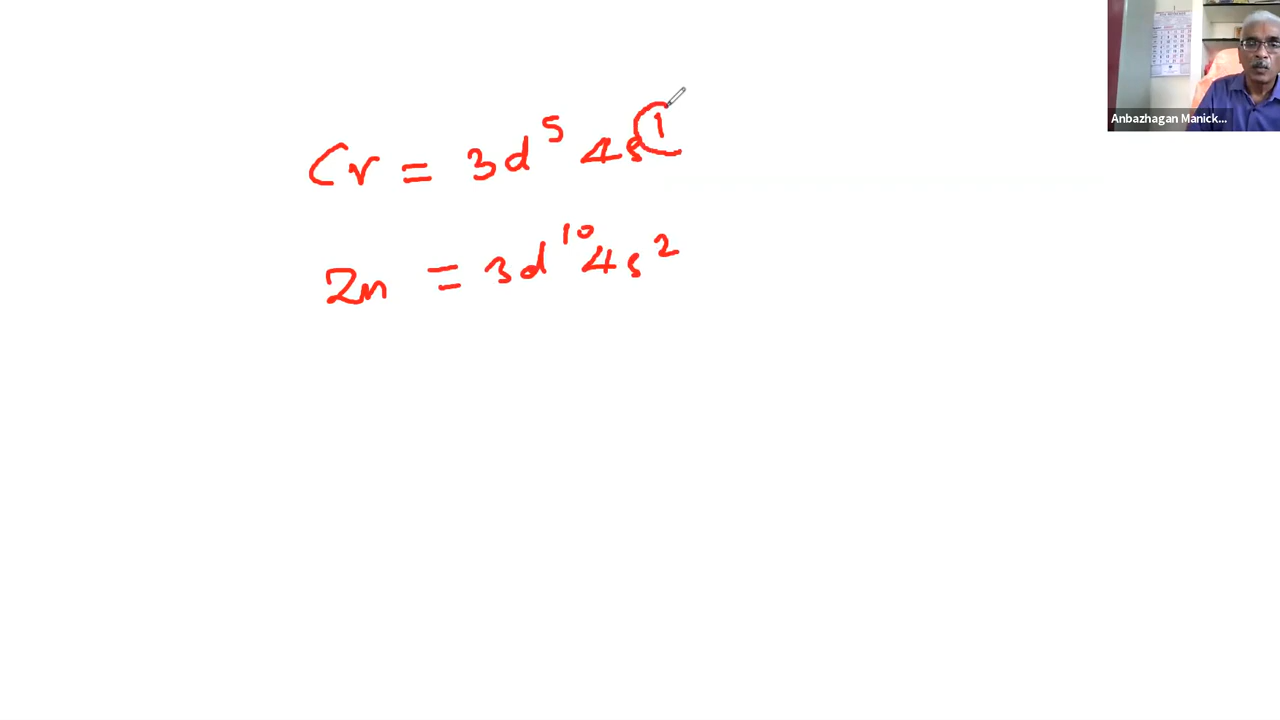 Cr = 3d⁵ 4s¹
Zn = 3d¹⁰ 4s²
Anbazhagan Manick...